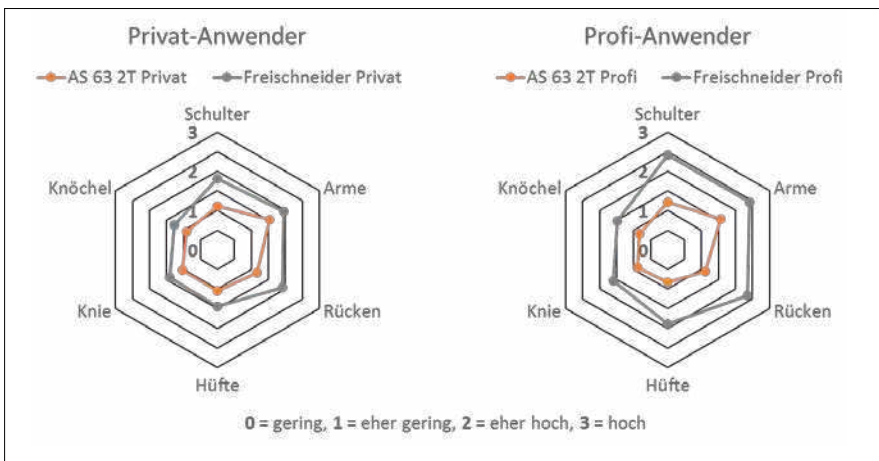 Privat-Anwender
AS 63 2T Privat Freischneider Privat
Schulter
3
Knöchel 2 Arme
1
0
Knie Rücken
Hüfte
Profi-Anwender
AS 63 2T Profi Freischneider Profi
Schulter
3
Knöchel 2 Arme
1
0
Knie Rücken
Hüfte
0 = gering, 1 = eher gering, 2 = eher hoch, 3 = hoch